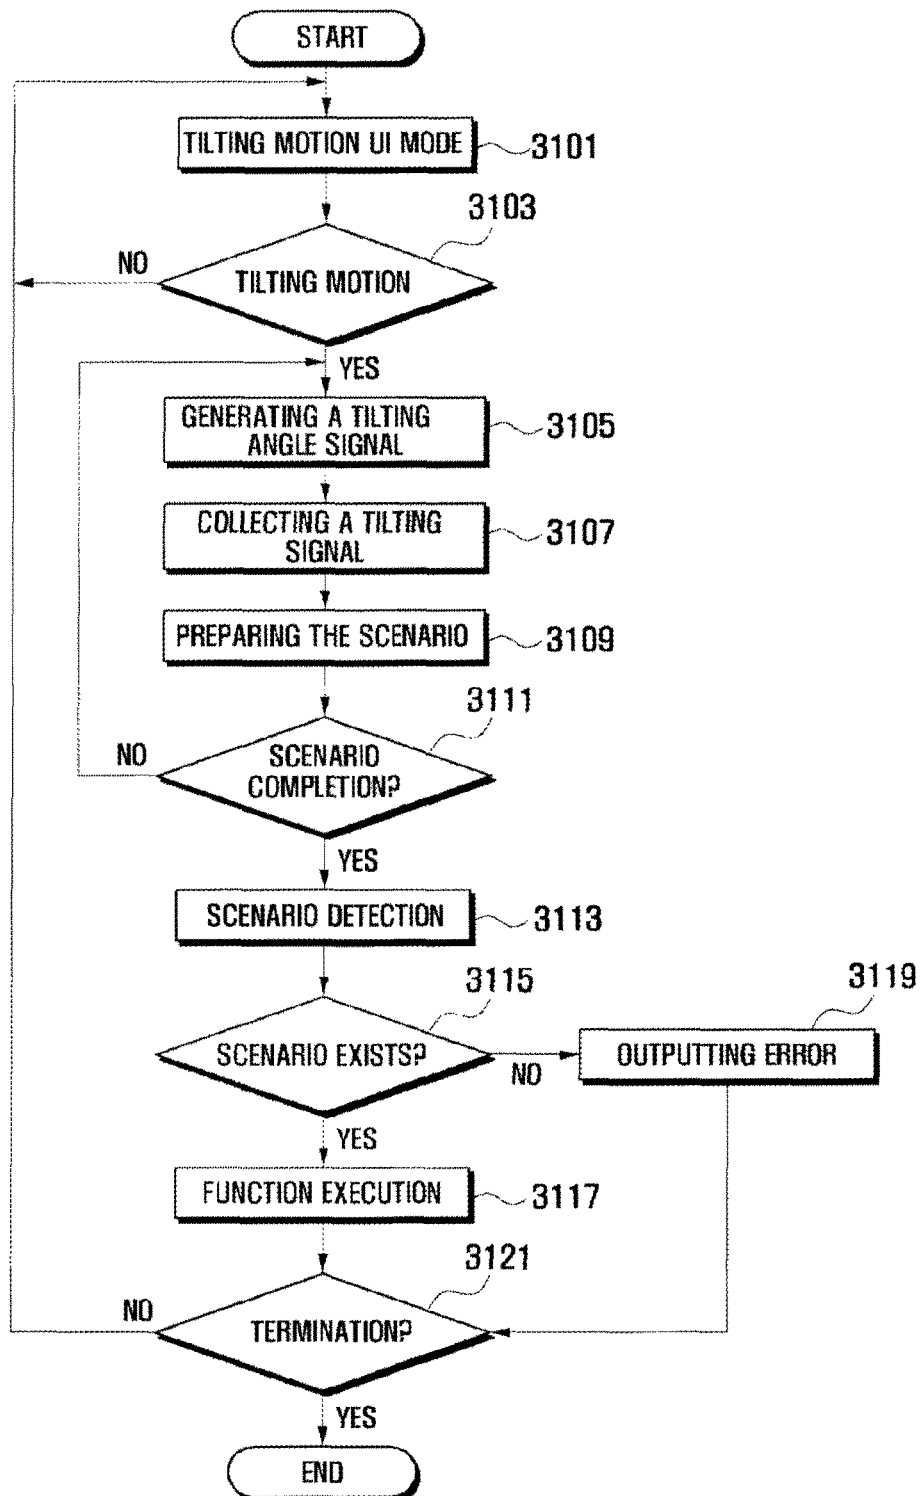 START
TILTING MOTION UI MODE
3101
3103
NO
TILTING MOTION
YES
GENERATING A TILTING
ANGLE SIGNAL
3105
COLLECTING A TILTING
SIGNAL
3107
PREPARING THE SCENARIO
3109
3111
NO
SCENARIO
COMPLETION?
YES
SCENARIO DETECTION
3113
3115
3119
SCENARIO EXISTS?
NO
OUTPUTTING ERROR
YES
FUNCTION EXECUTION
3117
3121
NO
TERMINATION?
YES
END